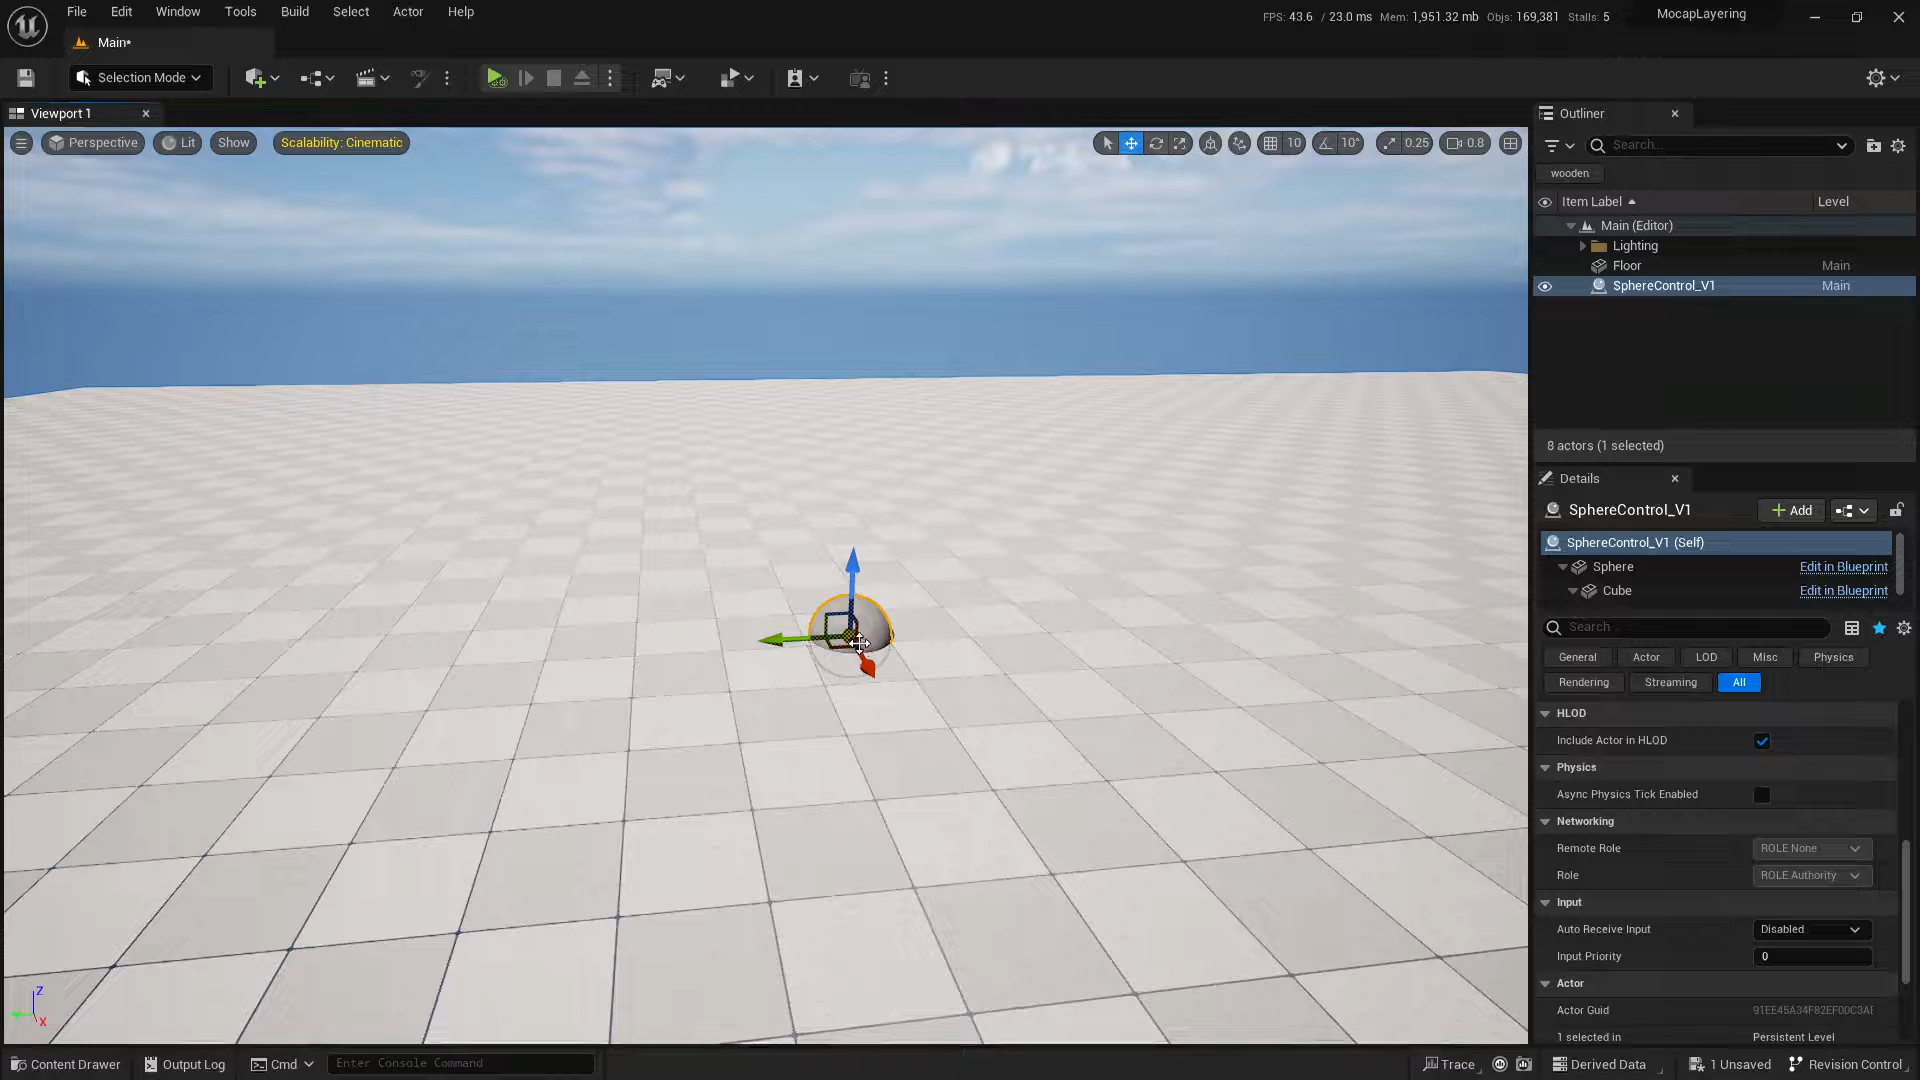 File Edit Window Tools Build Select Actor Help
FPS: 43.6 / 23.0 ms Mem: 1,951.32 mb Objs: 169,381 Stalls: 5
MocapLayering
Main*
Selection Mode
Viewport 1
Perspective Lit Show Scalability: Cinematic
10 10° 0.25 0.8
Outliner
Search...
wooden
Item Label Level
Main (Editor)
Lighting
Floor Main
SphereControl_V1 Main
8 actors (1 selected)
Details
SphereControl_V1 Add
SphereControl_V1 (Self)
Sphere Edit in Blueprint
Cube Edit in Blueprint
Search
General Actor LOD Misc Physics
Rendering Streaming All
HLOD
Include Actor in HLOD
Physics
Async Physics Tick Enabled
Networking
Remote Role ROLE None
Role ROLE Authority
Input
Auto Receive Input Disabled
Input Priority 0
Actor
Actor Guid
1 selected in Persistent Level
Z
X
Content Drawer Output Log Cmd Enter Console Command
Trace Derived Data 1 Unsaved Revision Control